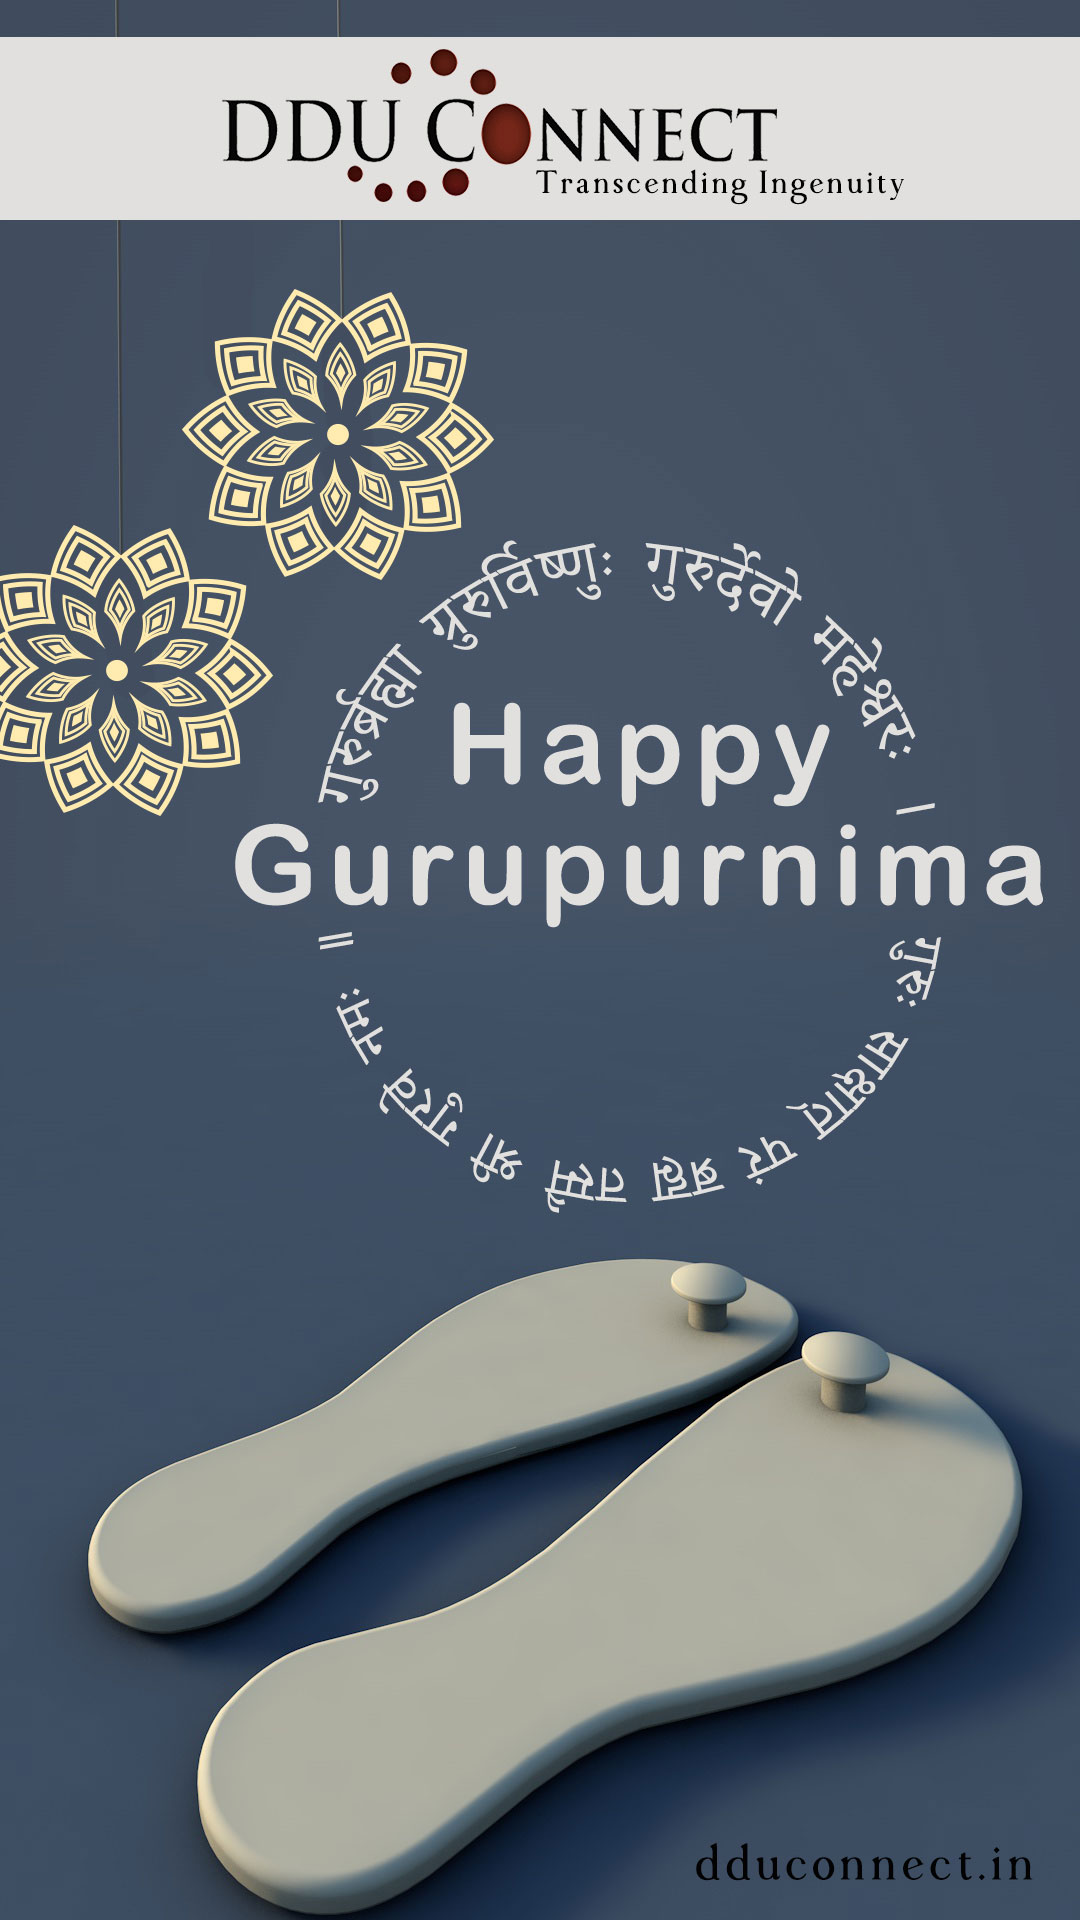 DDU CONNECT
Transcending Ingenuity
गुरुर्ब्रह्मा ग्रुरुर्विष्णुः गुरुर्देवो महेश्वरः ।
गुरुः साक्षात् परं ब्रह्म तस्मै श्री गुरवे नमः ॥
Happy
Gurupurnima
dduconnect.in